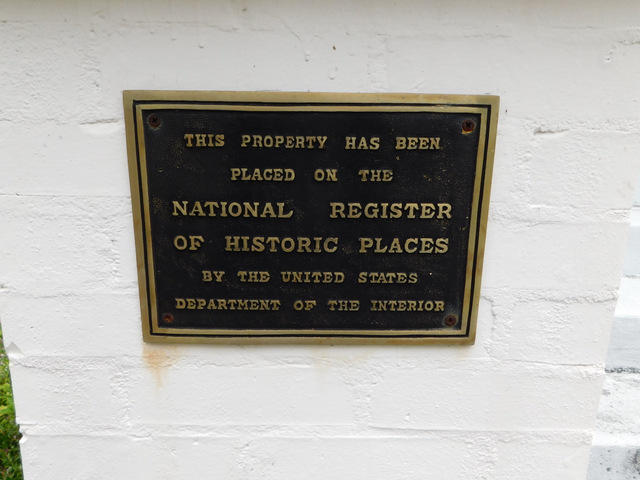 THIS PROPERTY HAS BEEN
PLACED ON THE
NATIONAL REGISTER
OF HISTORIC PLACES
BY THE UNITED STATES
DEPARTMENT OF THE INTERIOR